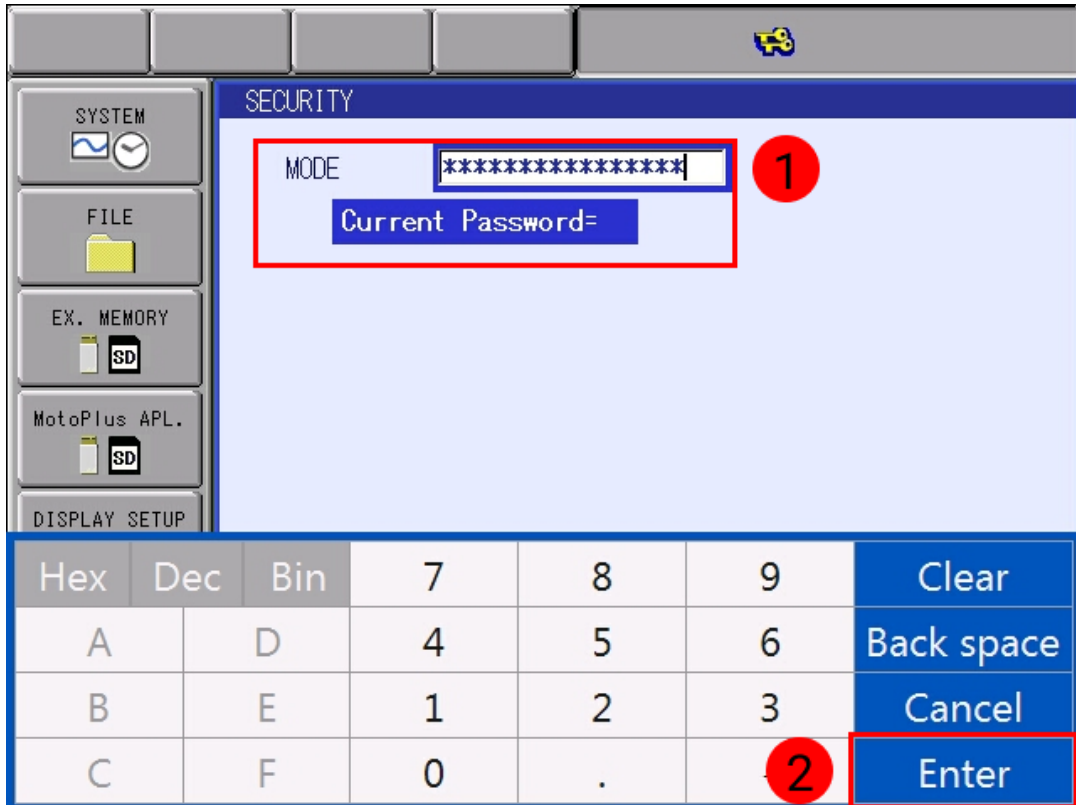 SYSTEM
FILE
EX. MEMORY
SD
MotoPlus APL.
SD
DISPLAY SETUP
SECURITY
MODE ****************
1
Current Password=
Hex Dec Bin 7 8 9 Clear
A D 4 5 6 Back space
B E 1 2 3 Cancel
C F 0 . 2 Enter